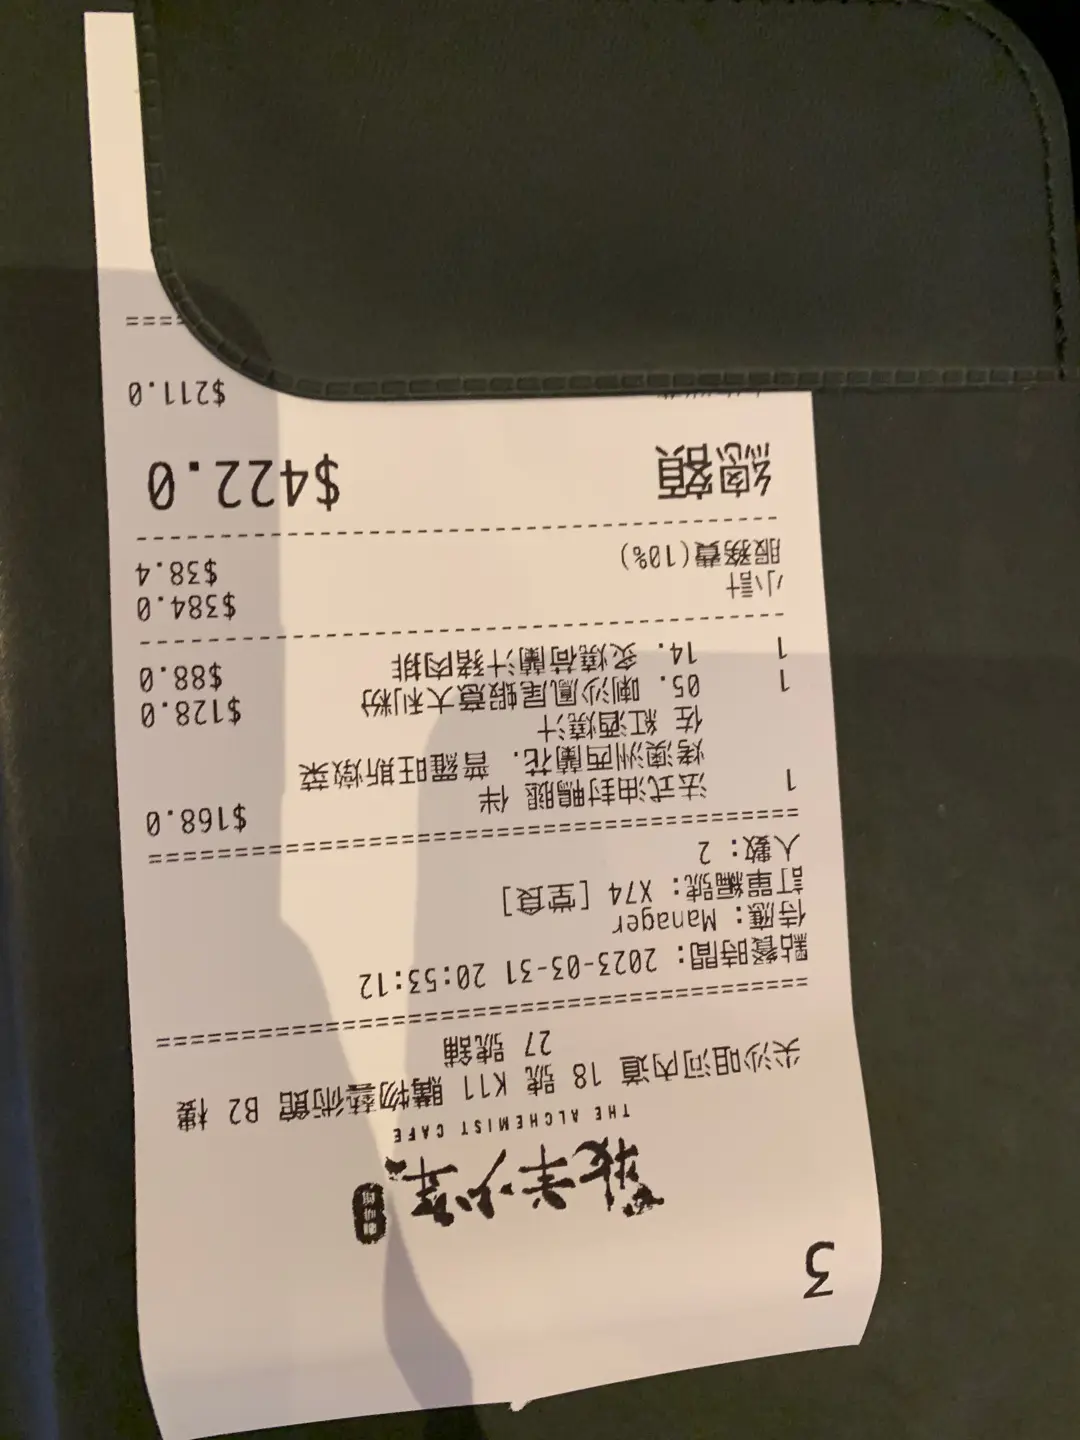 3
牧羊少年
THE ALCHEMIST CAFE
尖沙咀河內道 18 號 K11 購物藝術館 B2 樓
27 號舖
================================================
點餐時間: 2023-03-31 20:53:12
侍應: Manager
訂單編號: X74 [堂食]
人數: 2
================================================
1 法式油封鴨腿 伴 $168.0
烤澳洲西蘭花. 普羅旺斯燉菜
佐 紅酒燒汁
1 05. 喇沙鳳尾蝦意大利粉 $128.0
1 14. 炙燒荷蘭汁豬肉排 $88.0
------------------------------------------------
小計 $384.0
服務費(10%) $38.4
------------------------------------------------
總額 $422.0
$211.0
====